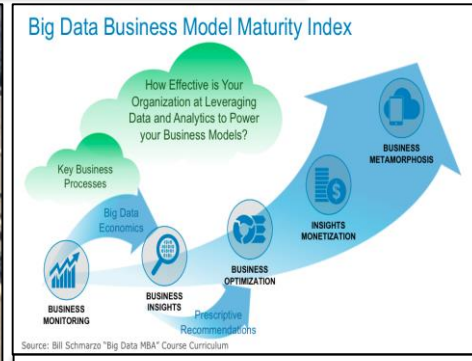 Big Data Business Model Maturity Index
How Effective is Your
Organization at Leveraging
Data and Analytics to Power
your Business Models?
Key Business
Processes
Big Data
Economics
BUSINESS
MONITORING
BUSINESS
INSIGHTS
Prescriptive
Recommendations
BUSINESS
OPTIMIZATION
INSIGHTS
MONETIZATION
BUSINESS
METAMORPHOSIS
Source: Bill Schmarzo "Big Data MBA" Course Curriculum